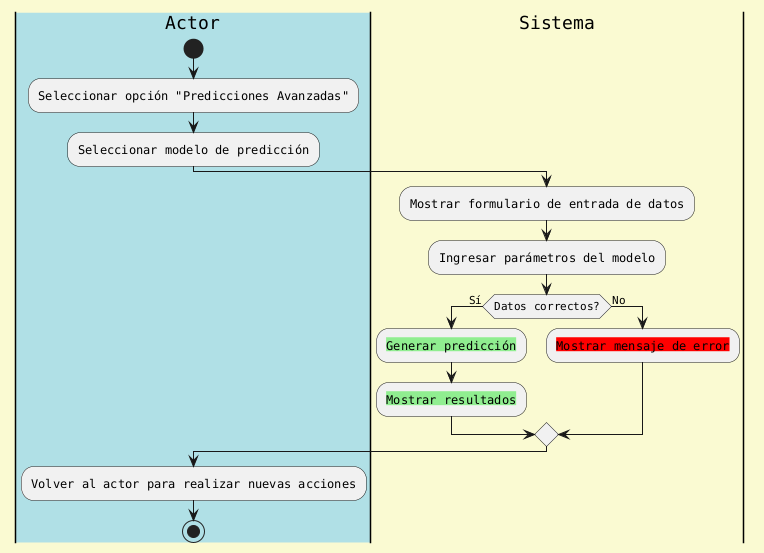 Actor
Sistema
Seleccionar opción "Predicciones Avanzadas"
Seleccionar modelo de predicción
Mostrar formulario de entrada de datos
Ingresar parámetros del modelo
Sí
Datos correctos?
No
Generar predicción
Mostrar mensaje de error
Mostrar resultados
Volver al actor para realizar nuevas acciones